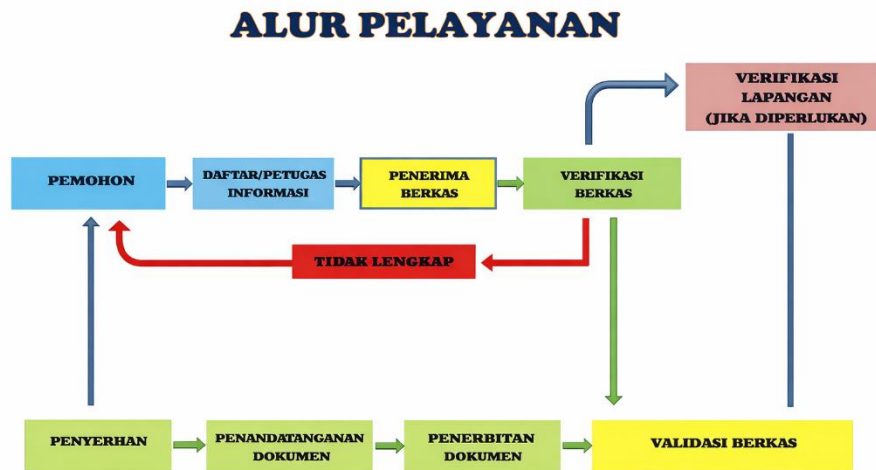 ALUR PELAYANAN
VERIFIKASI
LAPANGAN
(JIKA DIPERLUKAN)
PEMOHON
DAFTAR/PETUGAS
INFORMASI
PENERIMA
BERKAS
VERIFIKASI
BERKAS
TIDAK LENGKAP
PENYERHAN
PENANDATANGANAN
DOKUMEN
PENERBITAN
DOKUMEN
VALIDASI BERKAS